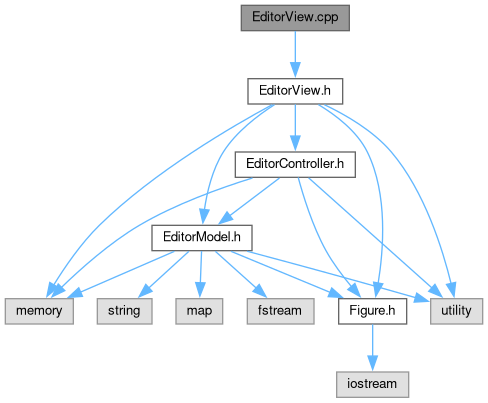 EditorView.cpp
EditorView.h
EditorController.h
EditorModel.h
memory
string
map
fstream
Figure.h
utility
iostream